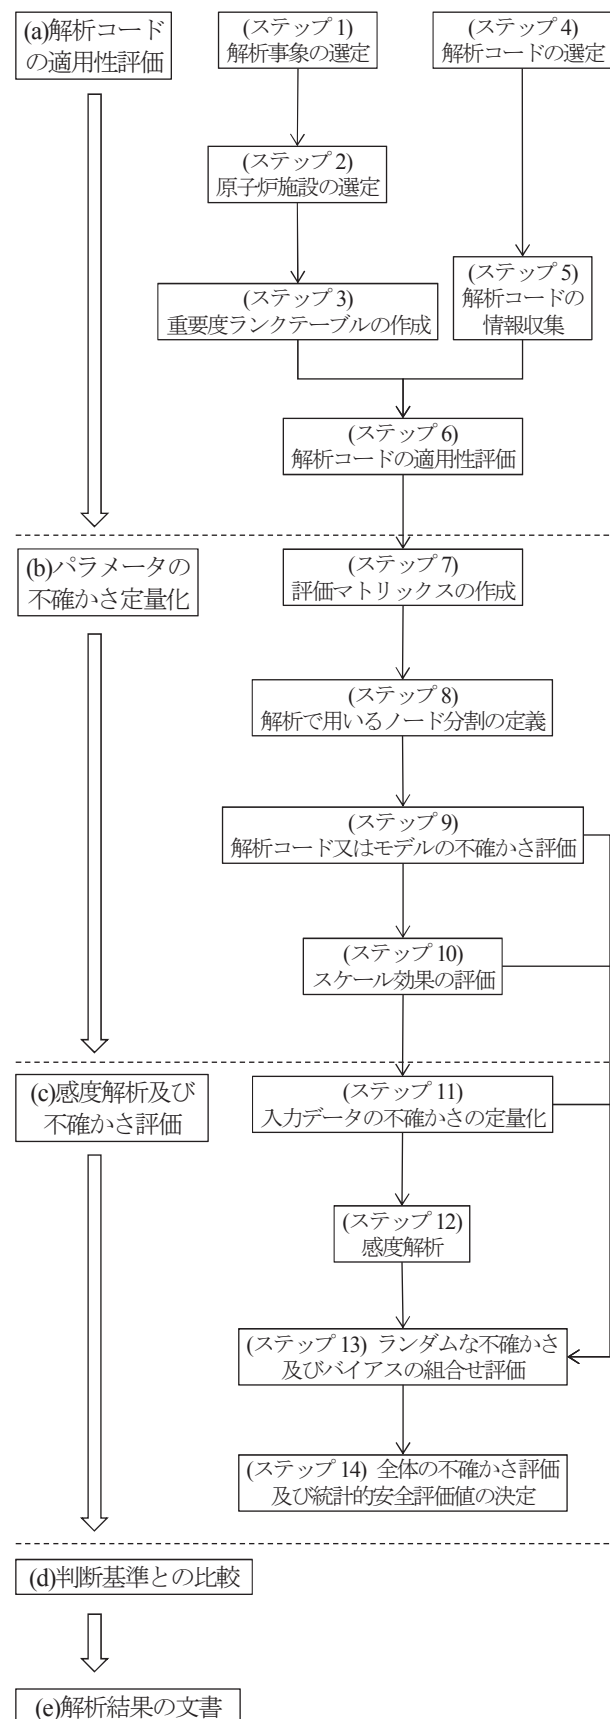 (a)解析コード
の適用性評価
(ステップ 1)
解析事象の選定
(ステップ 4)
解析コードの選定
(ステップ 2)
原子炉施設の選定
(ステップ 3)
重要度ランクテーブルの作成
(ステップ 5)
解析コードの
情報収集
(ステップ 6)
解析コードの適用性評価
(b)パラメータの
不確かさ定量化
(ステップ 7)
評価マトリックスの作成
(ステップ 8)
解析で用いるノード分割の定義
(ステップ 9)
解析コード又はモデルの不確かさ評価
(ステップ 10)
スケール効果の評価
(c)感度解析及び
不確かさ評価
(ステップ 11)
入力データの不確かさの定量化
(ステップ 12)
感度解析
(ステップ 13) ランダムな不確かさ
及びバイアスの組合せ評価
(ステップ 14) 全体の不確かさ評価
及び統計的安全評価値の決定
(d)判断基準との比較
(e)解析結果の文書